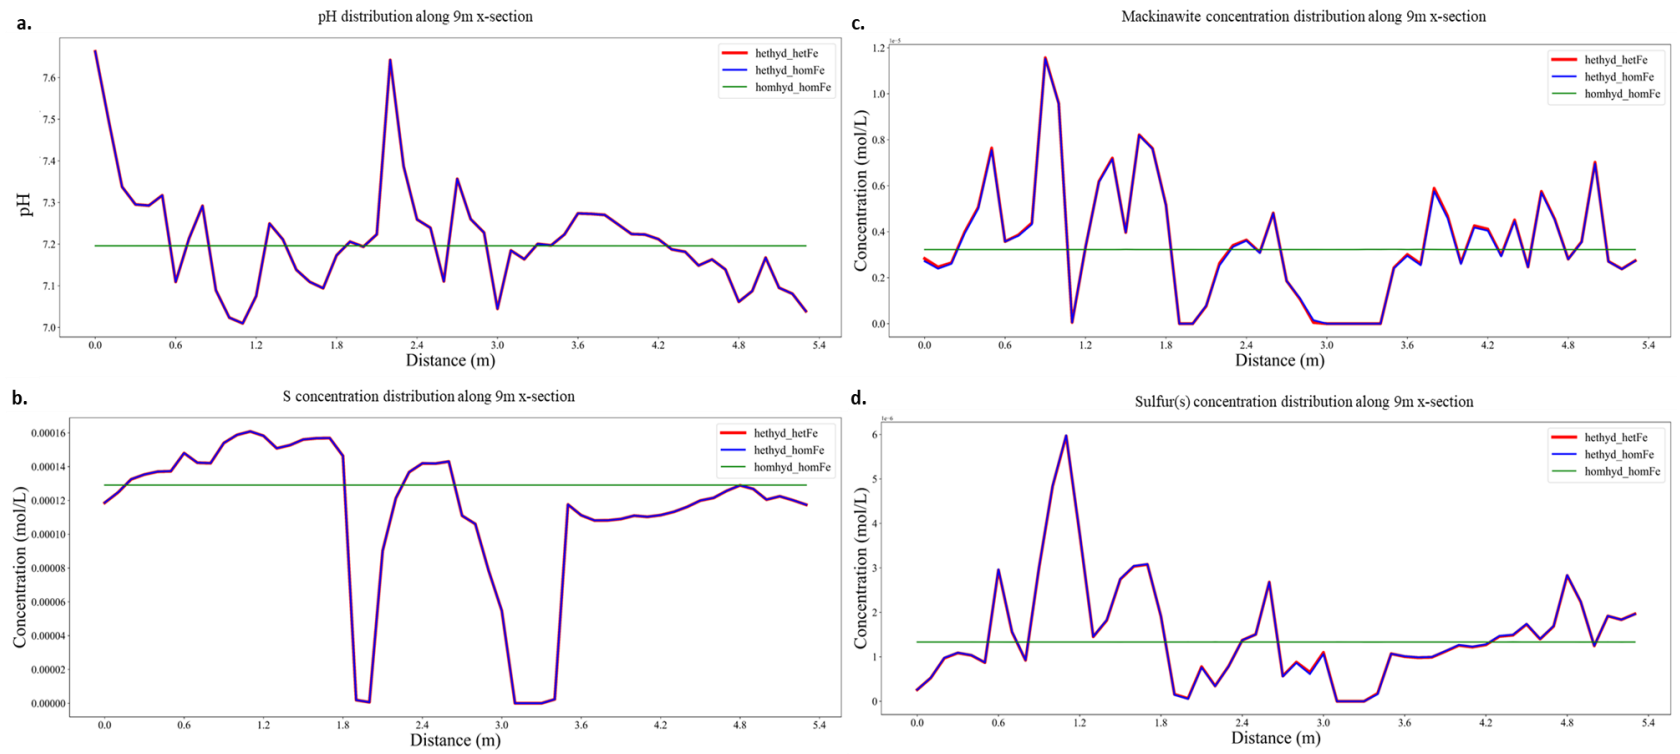 a.
pH distribution along 9m x-section
hethyd_hetFe
hethyd_homFe
homhyd_homFe
pH
7.6
7.5
7.4
7.3
7.2
7.1
7.0
0.0 0.6 1.2 1.8 2.4 3.0 3.6 4.2 4.8 5.4
Distance (m)
c.
Mackinawite concentration distribution along 9m x-section
1e-5
hethyd_hetFe
hethyd_homFe
homhyd_homFe
Concentration (mol/L)
1.2
1.0
0.8
0.6
0.4
0.2
0.0
0.0 0.6 1.2 1.8 2.4 3.0 3.6 4.2 4.8 5.4
Distance (m)
b.
S concentration distribution along 9m x-section
hethyd_hetFe
hethyd_homFe
homhyd_homFe
Concentration (mol/L)
0.00016
0.00014
0.00012
0.00010
0.00008
0.00006
0.00004
0.00002
0.00000
0.0 0.6 1.2 1.8 2.4 3.0 3.6 4.2 4.8 5.4
Distance (m)
d.
Sulfur(s) concentration distribution along 9m x-section
1e-6
hethyd_hetFe
hethyd_homFe
homhyd_homFe
Concentration (mol/L)
6
5
4
3
2
1
0
0.0 0.6 1.2 1.8 2.4 3.0 3.6 4.2 4.8 5.4
Distance (m)